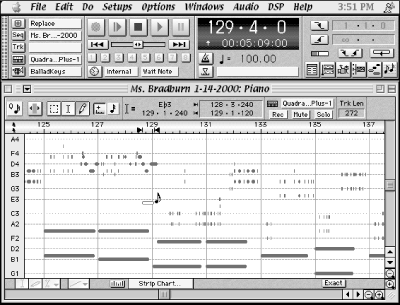 File Edit Do Setups Options Windows Audio DSP Help 3:51 PM
Replace
Seq Ms. Br...-2000
Trk
Quadra...Plus-1
BalladKeys
Internal Wait Note
129·4·0
00:05:09:00
♩ = 100.00
Ms. Bradburn 1-14-2000: Piano
E♭3
129·1·240
128·3·240
129·1·120
Quadra...Plus-1
Rec Mute Solo
Trk Len
272
125 127 129 131 133 135 137
A4
F4
D4
B3
G3
E3
C3
A2
F2
D2
B1
G1
Strip Chart...
Exact